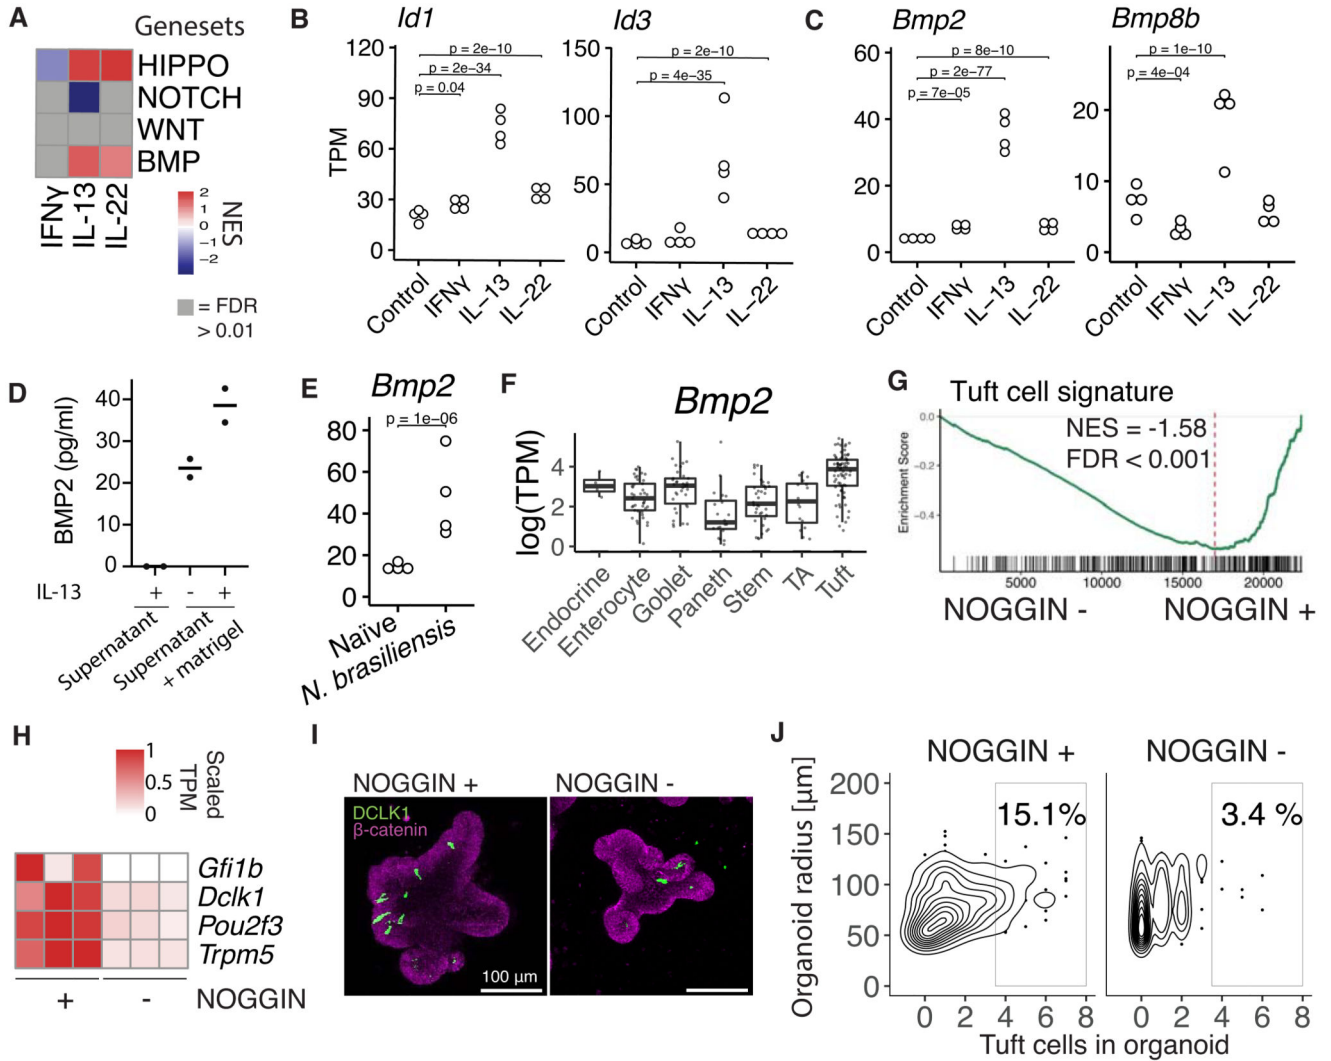 A
Genesets
HIPPO
NOTCH
WNT
BMP
IFNγ
IL-13
IL-22
2
1
0
−1
−2
NES
= FDR
> 0.01
B
Id1
TPM
120
90
60
30
0
p = 2e−10
p = 2e−34
p = 0.04
Control
IFNγ
IL−13
IL−22
Id3
150
100
50
0
p = 2e−10
p = 4e−35
Control
IFNγ
IL−13
IL−22
C
Bmp2
60
40
20
0
p = 8e−10
p = 2e−77
p = 7e−05
Control
IFNγ
IL−13
IL−22
Bmp8b
20
10
0
p = 1e−10
p = 4e−04
Control
IFNγ
IL−13
IL−22
D
BMP2 (pg/ml)
40
30
20
10
0
IL-13 + - +
Supernatant
Supernatant
+ matrigel
E
Bmp2
p = 1e−06
80
60
40
20
0
Naïve
N. brasiliensis
F
Bmp2
log(TPM)
4
2
0
Endocrine
Enterocyte
Goblet
Paneth
Stem
TA
Tuft
G
Tuft cell signature
NES = -1.58
FDR < 0.001
Enrichment Score
0.0
−0.2
−0.4
5000 10000 15000 20000
NOGGIN - NOGGIN +
H
1
0.5
0
Scaled
TPM
Gfi1b
Dclk1
Pou2f3
Trpm5
+ - NOGGIN
I
NOGGIN + NOGGIN -
DCLK1
β-catenin
100 µm
J
NOGGIN + NOGGIN -
Organoid radius [µm]
200
150
100
50
0
15.1% 3.4 %
0 2 4 6 8 0 2 4 6 8
Tuft cells in organoid